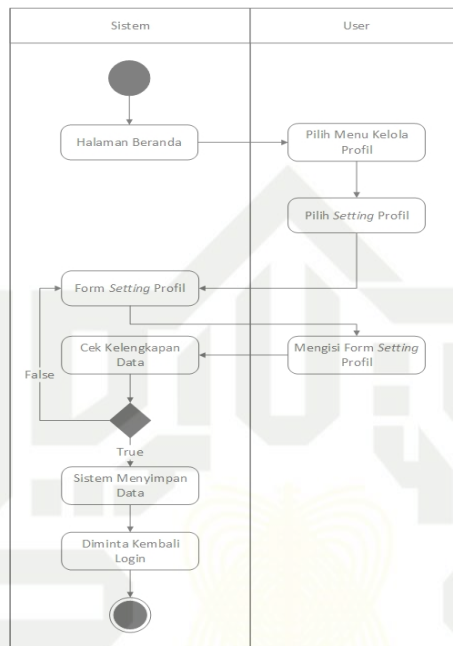 Sistem
User
Halaman Beranda
Pilih Menu Kelola
Profil
Pilih Setting Profil
Form Setting Profil
Mengisi Form Setting
Profil
Cek Kelengkapan
Data
False
True
Sistem Menyimpan
Data
Diminta Kembali
Login